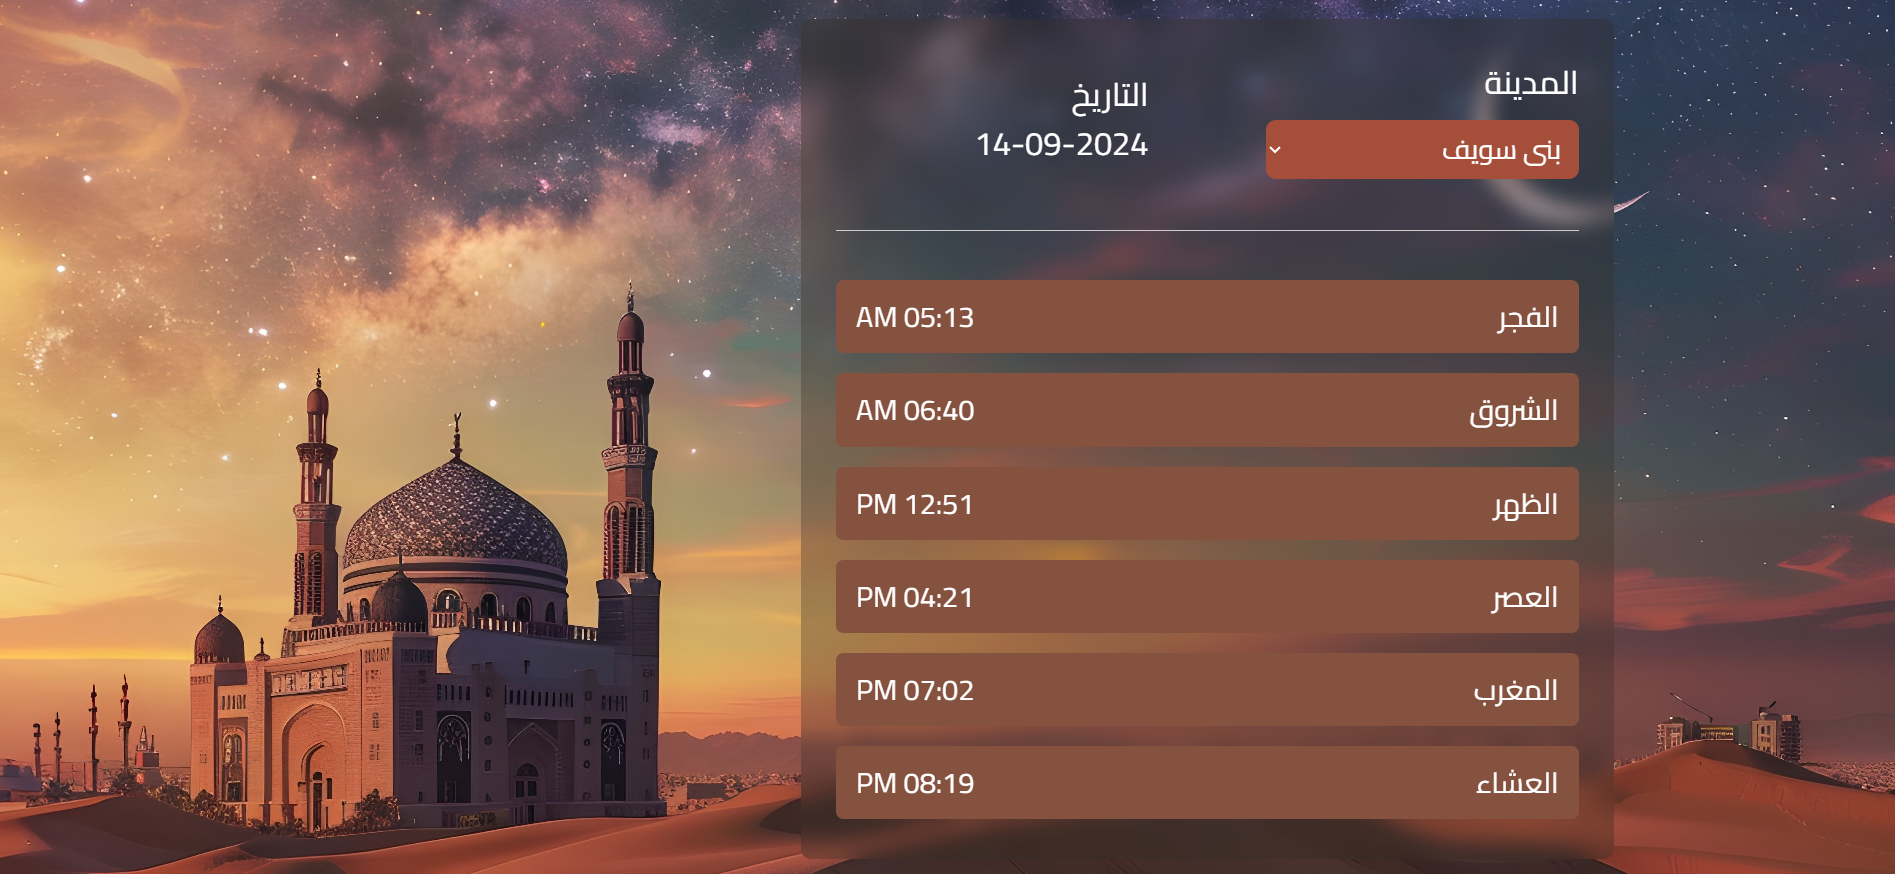 المدينة
بنى سويف
التاريخ
14-09-2024
الفجر AM 05:13
الشروق AM 06:40
الظهر PM 12:51
العصر PM 04:21
المغرب PM 07:02
العشاء PM 08:19